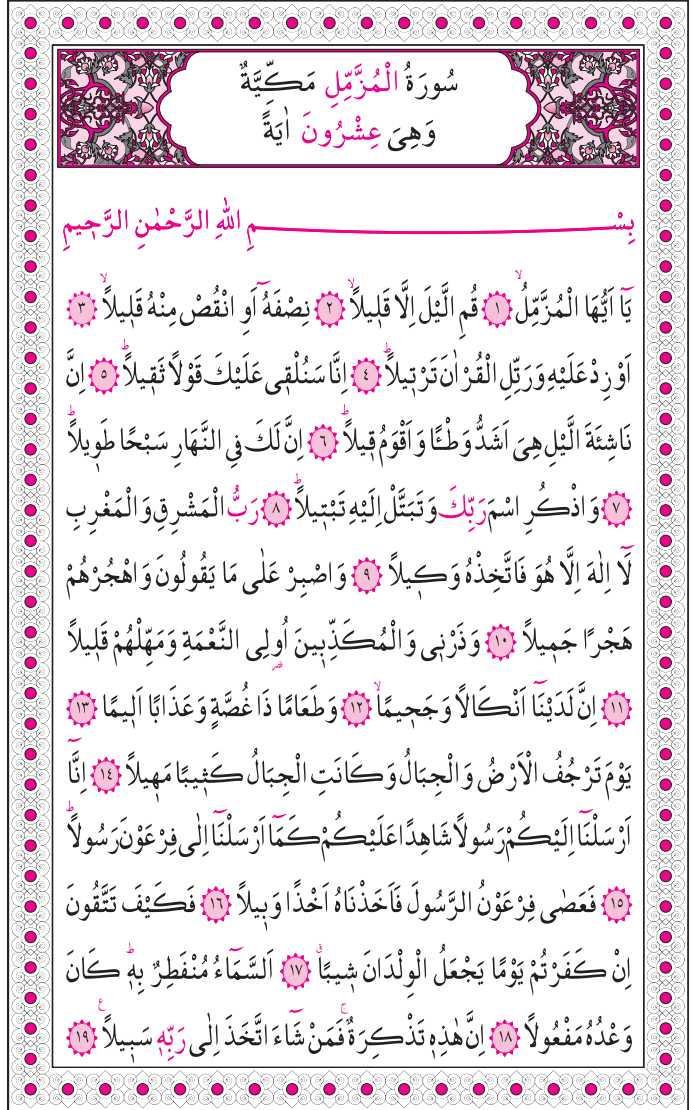 سُورَةُ الْمُزَّمِّلِ مَكِّيَّةٌ
وَهِىَ عِشْرُونَ اٰيَةً
بِسْمِ اللّٰهِ الرَّحْمٰنِ الرَّحٖيمِ
يَٓا اَيُّهَا الْمُزَّمِّلُۙ ﴿١﴾ قُمِ الَّيْلَ اِلَّا قَلٖيلاًۙ ﴿٢﴾ نِصْفَهُٓ اَوِ انْقُصْ مِنْهُ قَلٖيلاًۙ ﴿٣﴾
اَوْ زِدْ عَلَيْهِ وَرَتِّلِ الْقُرْاٰنَ تَرْتٖيلاًؕ ﴿٤﴾ اِنَّا سَنُلْقٖى عَلَيْكَ قَوْلاً ثَقٖيلاًؕ ﴿٥﴾ اِنَّ
نَاشِئَةَ الَّيْلِ هِىَ اَشَدُّ وَطْـًٔا وَاَقْوَمُ قٖيلاًؕ ﴿٦﴾ اِنَّ لَكَ فِى النَّهَارِ سَبْحًا طَوٖيلاًؕ
﴿٧﴾ وَاذْكُرِ اسْمَ رَبِّكَ وَتَبَتَّلْ اِلَيْهِ تَبْتٖيلاًؕ ﴿٨﴾ رَبُّ الْمَشْرِقِ وَالْمَغْرِبِ
لَٓا اِلٰهَ اِلَّا هُوَ فَاتَّخِذْهُ وَكٖيلاً ﴿٩﴾ وَاصْبِرْ عَلٰى مَا يَقُولُونَ وَاهْجُرْهُمْ
هَجْرًا جَمٖيلاً ﴿١٠﴾ وَذَرْنٖى وَالْمُكَذِّبٖينَ اُولِى النَّعْمَةِ وَمَهِّلْهُمْ قَلٖيلاً
﴿١١﴾ اِنَّ لَدَيْنَٓا اَنْكَالاً وَجَحٖيمًاۙ ﴿١٢﴾ وَطَعَامًا ذَا غُصَّةٍ وَعَذَابًا اَلٖيمًا ﴿١٣﴾
يَوْمَ تَرْجُفُ الْاَرْضُ وَالْجِبَالُ وَكَانَتِ الْجِبَالُ كَثٖيبًا مَهٖيلاً ﴿١٤﴾ اِنَّٓا
اَرْسَلْنَٓا اِلَيْكُمْ رَسُولاً شَاهِدًا عَلَيْكُمْ كَمَٓا اَرْسَلْنَٓا اِلٰى فِرْعَوْنَ رَسُولاًؕ
﴿١٥﴾ فَعَصٰى فِرْعَوْنُ الرَّسُولَ فَاَخَذْنَاهُ اَخْذًا وَبٖيلاً ﴿١٦﴾ فَكَيْفَ تَتَّقُونَ
اِنْ كَفَرْتُمْ يَوْمًا يَجْعَلُ الْوِلْدَانَ شٖيبًاۗ ﴿١٧﴾ اَلسَّمَٓاءُ مُنْفَطِرٌ بِهٖؕ كَانَ
وَعْدُهُ مَفْعُولاً ﴿١٨﴾ اِنَّ هٰذِهٖ تَذْكِرَةٌۚ فَمَنْ شَٓاءَ اتَّخَذَ اِلٰى رَبِّهٖ سَبٖيلاًࣖ ﴿١٩﴾